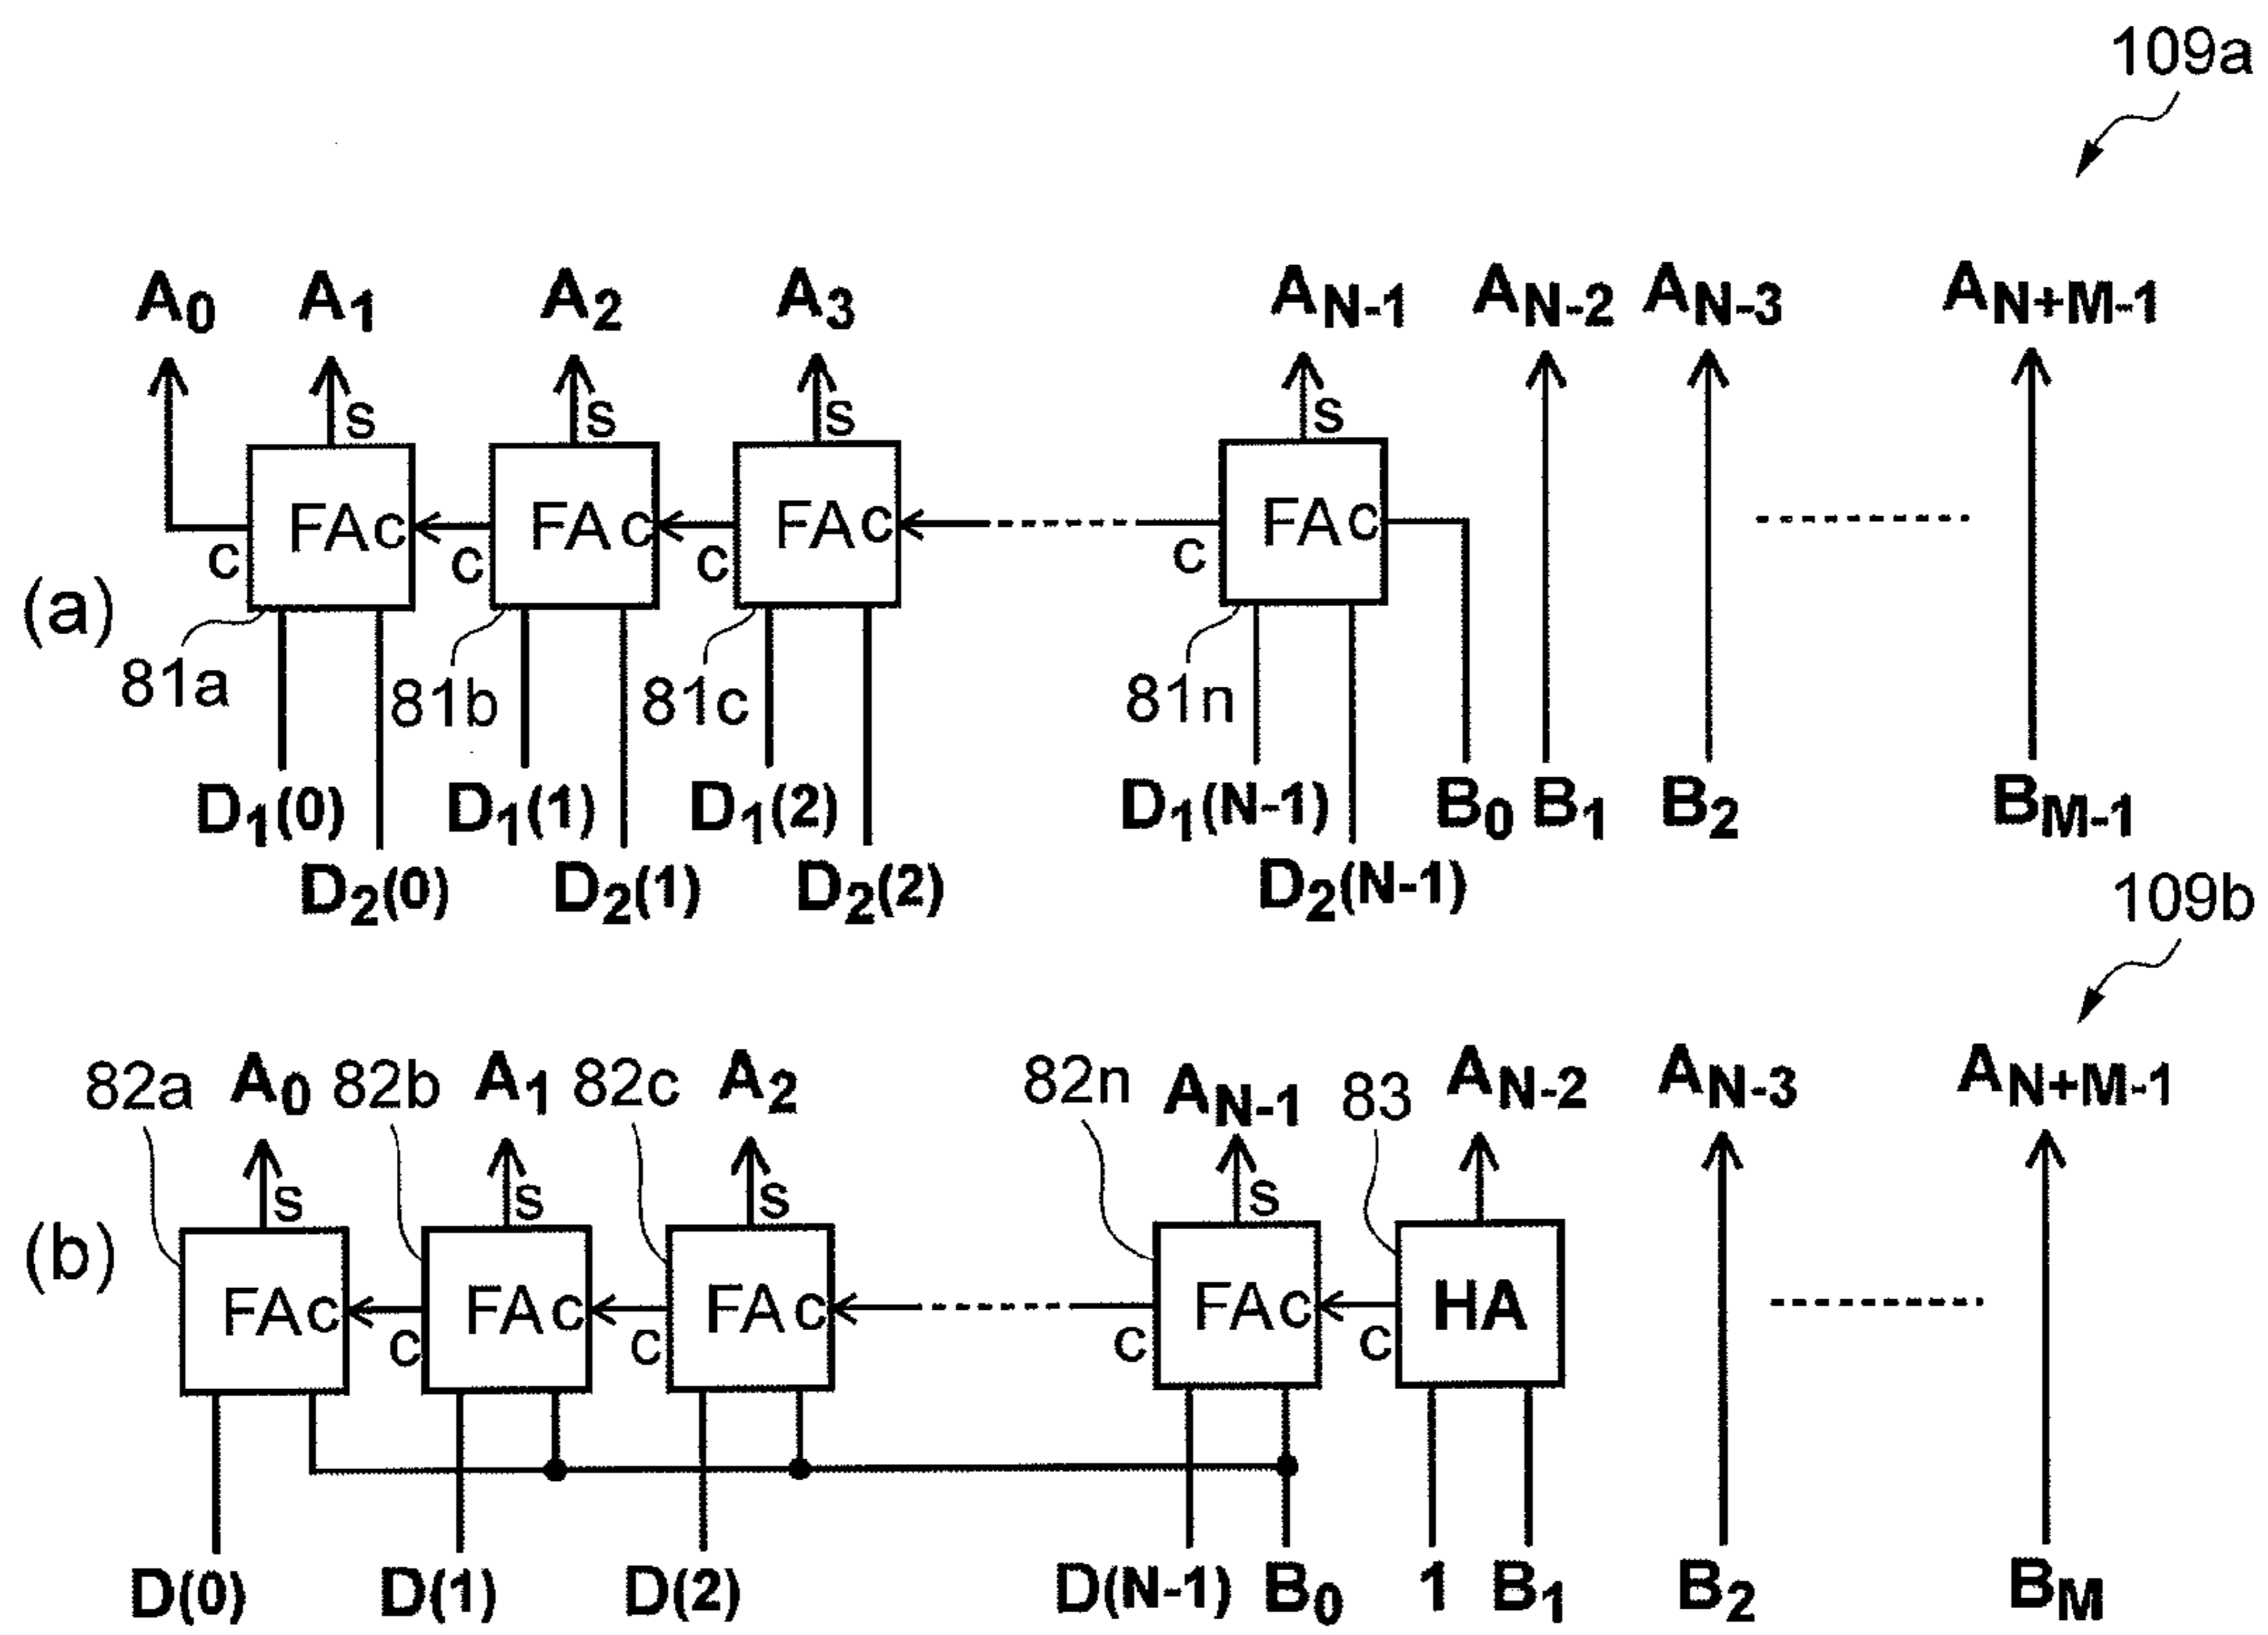 109a
A0 A1 A2 A3 AN-1 AN-2 AN-3 AN+M-1
S S S S
FAC FAC FAC FAC
C C C C
(a)
81a 81b 81c 81n
D1(0) D1(1) D1(2) D1(N-1) B0 B1 B2 BM-1
D2(0) D2(1) D2(2) D2(N-1)
109b
82a A0 82b A1 82c A2 82n AN-1 83 AN-2 AN-3 AN+M-1
S S S S
(b)
FAC FAC FAC FAC HA
C C C C
D(0) D(1) D(2) D(N-1) B0 1 B1 B2 BM